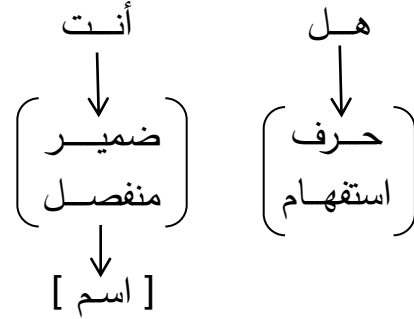 هل أنت
حرف ضمير
استفهام منفصل
[ اسم ]